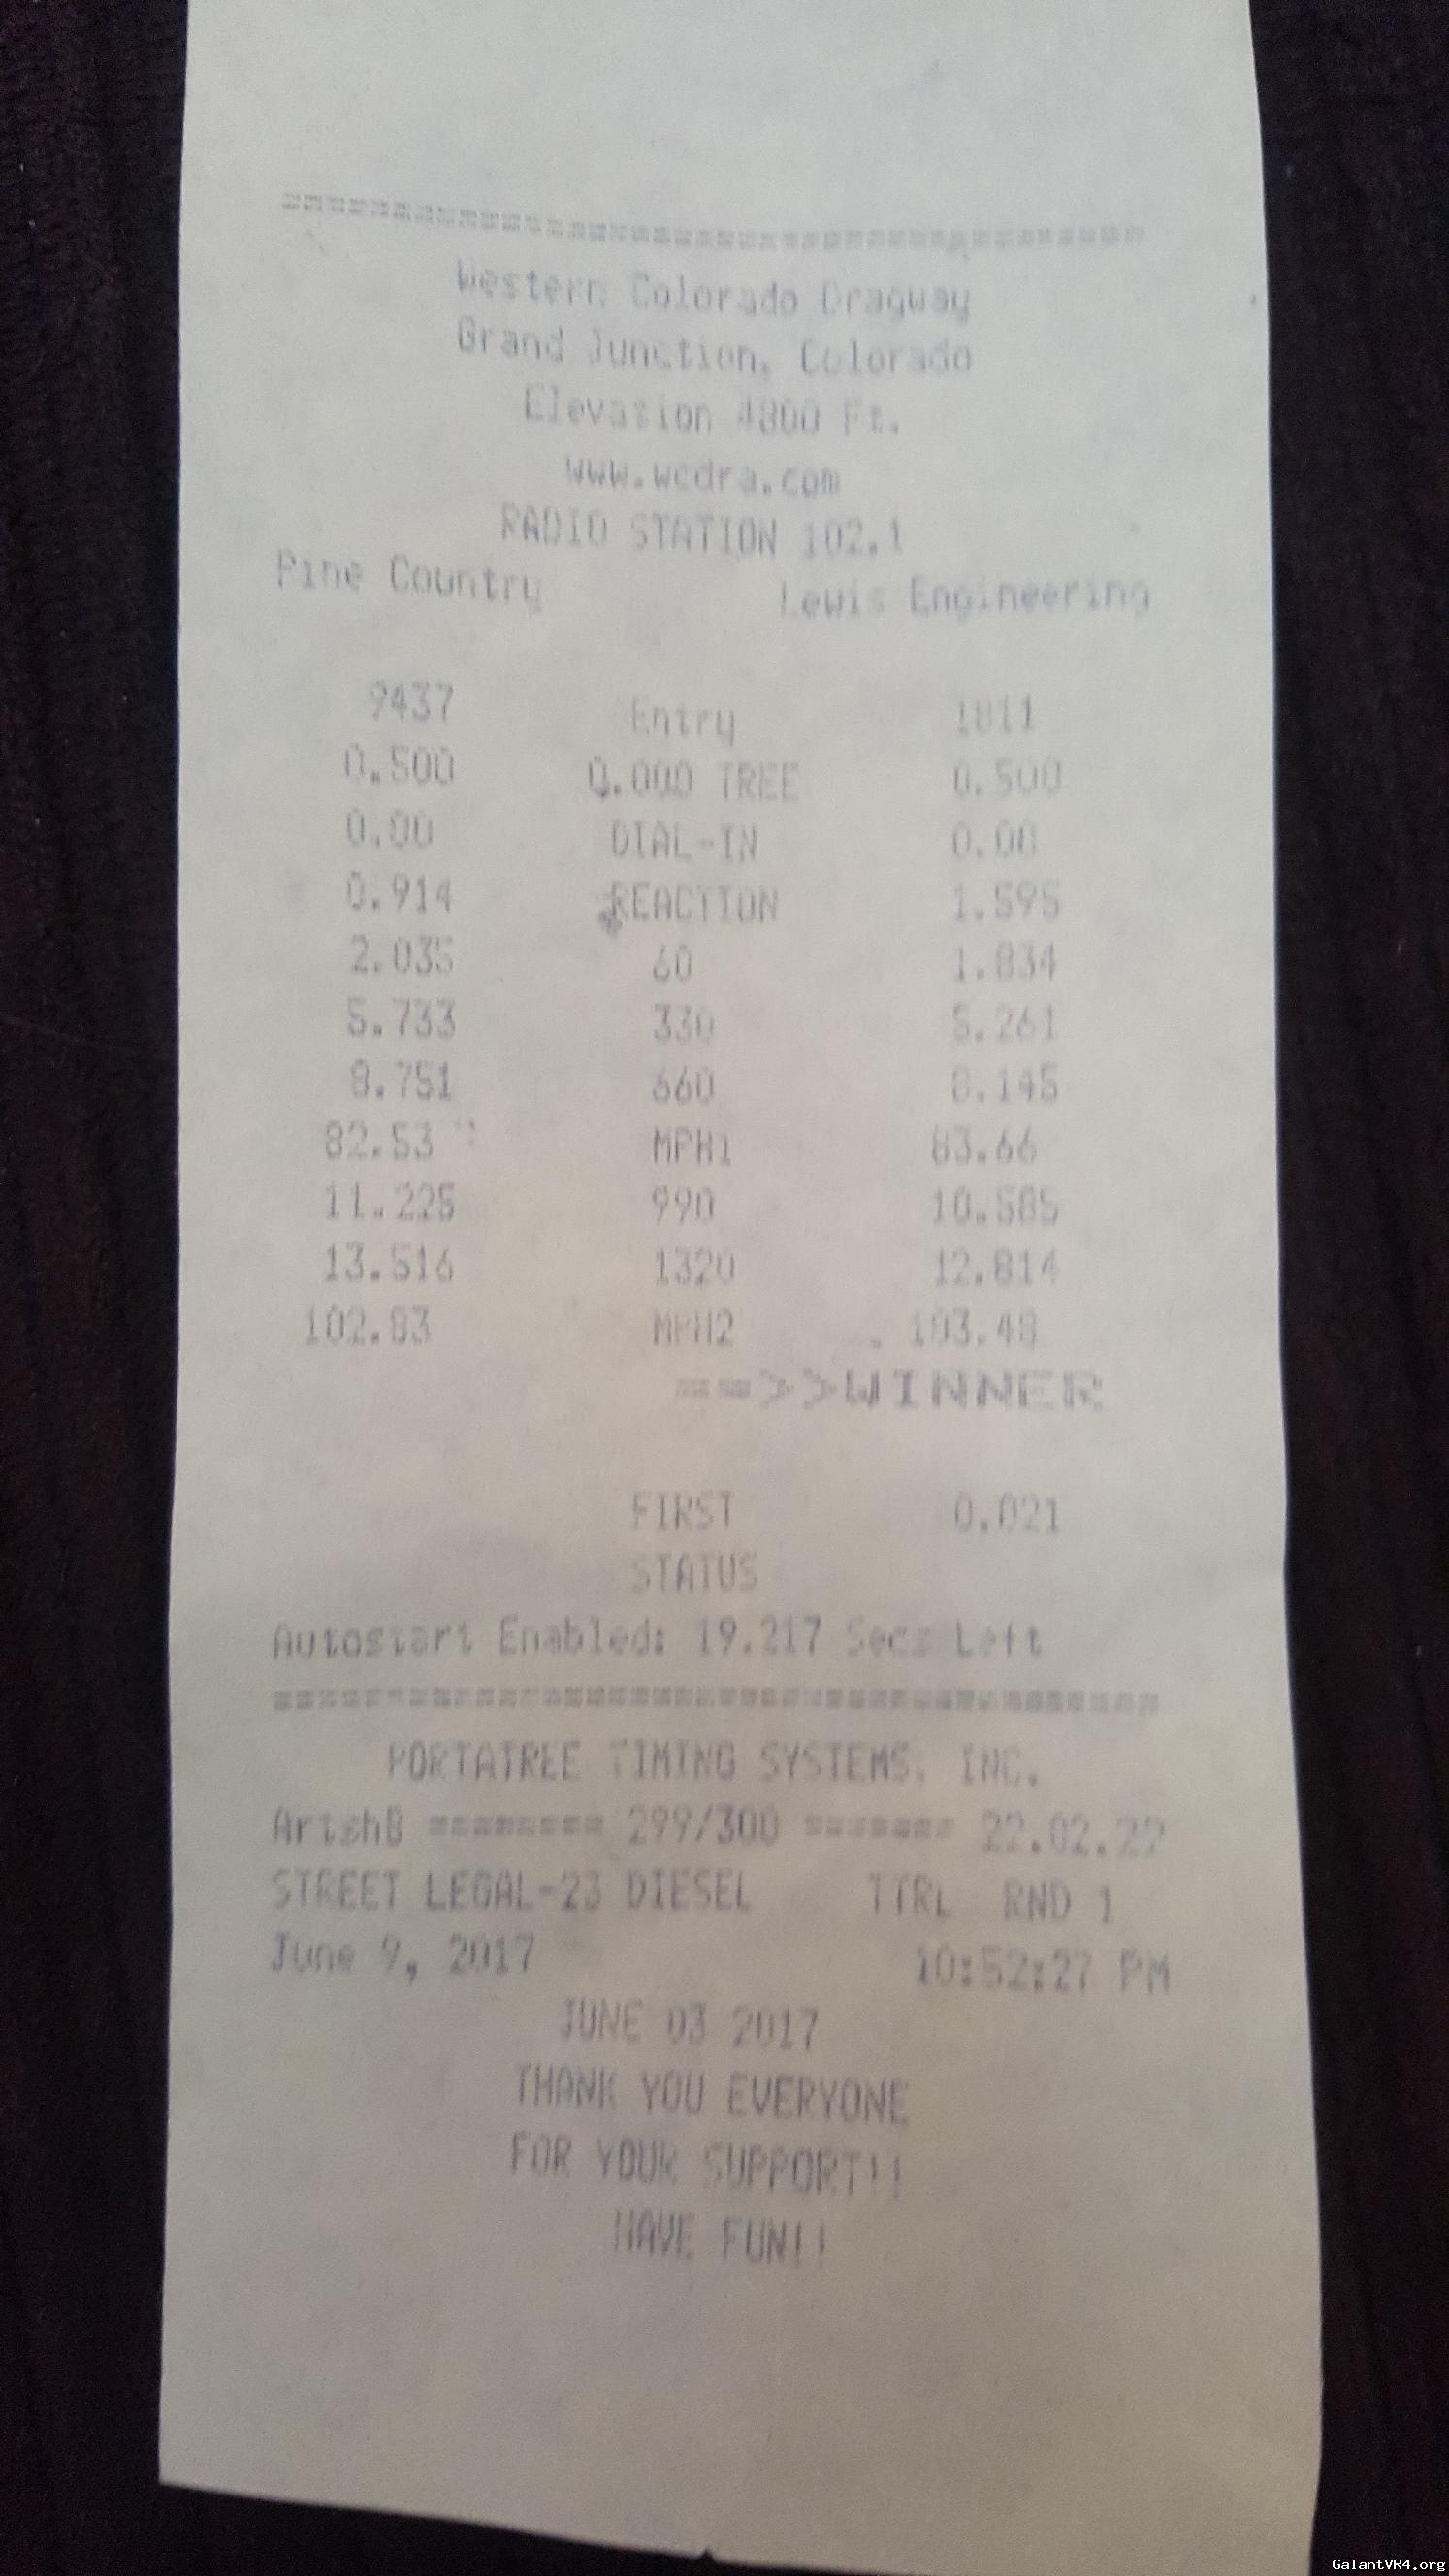 ==========================================
Western Colorado Dragway
Grand Junction, Colorado
Elevation 4800 Ft.
www.wcdra.com
RADIO STATION 102.1
Pine Country Lewis Engineering
9437 Entry 1811
0.500 0.000 TREE 0.500
0.00 DIAL-IN 0.00
0.914 REACTION 1.595
2.035 60 1.834
5.733 330 5.261
8.751 660 8.145
82.53 MPH1 83.66
11.225 990 10.585
13.516 1320 12.814
102.83 MPH2 103.48
==>>WINNER
FIRST 0.021
STATUS
Autostart Enabled: 19.217 Secs Left
==========================================
PORTATREE TIMING SYSTEMS, INC.
======== 299/300 =======
STREET LEGAL-23 DIESEL TTRL RND 1
June 9, 2017 10:52:27 PM
JUNE 03 2017
THANK YOU EVERYONE
FOR YOUR SUPPORT!!
HAVE FUN!!
GalantVR4.org